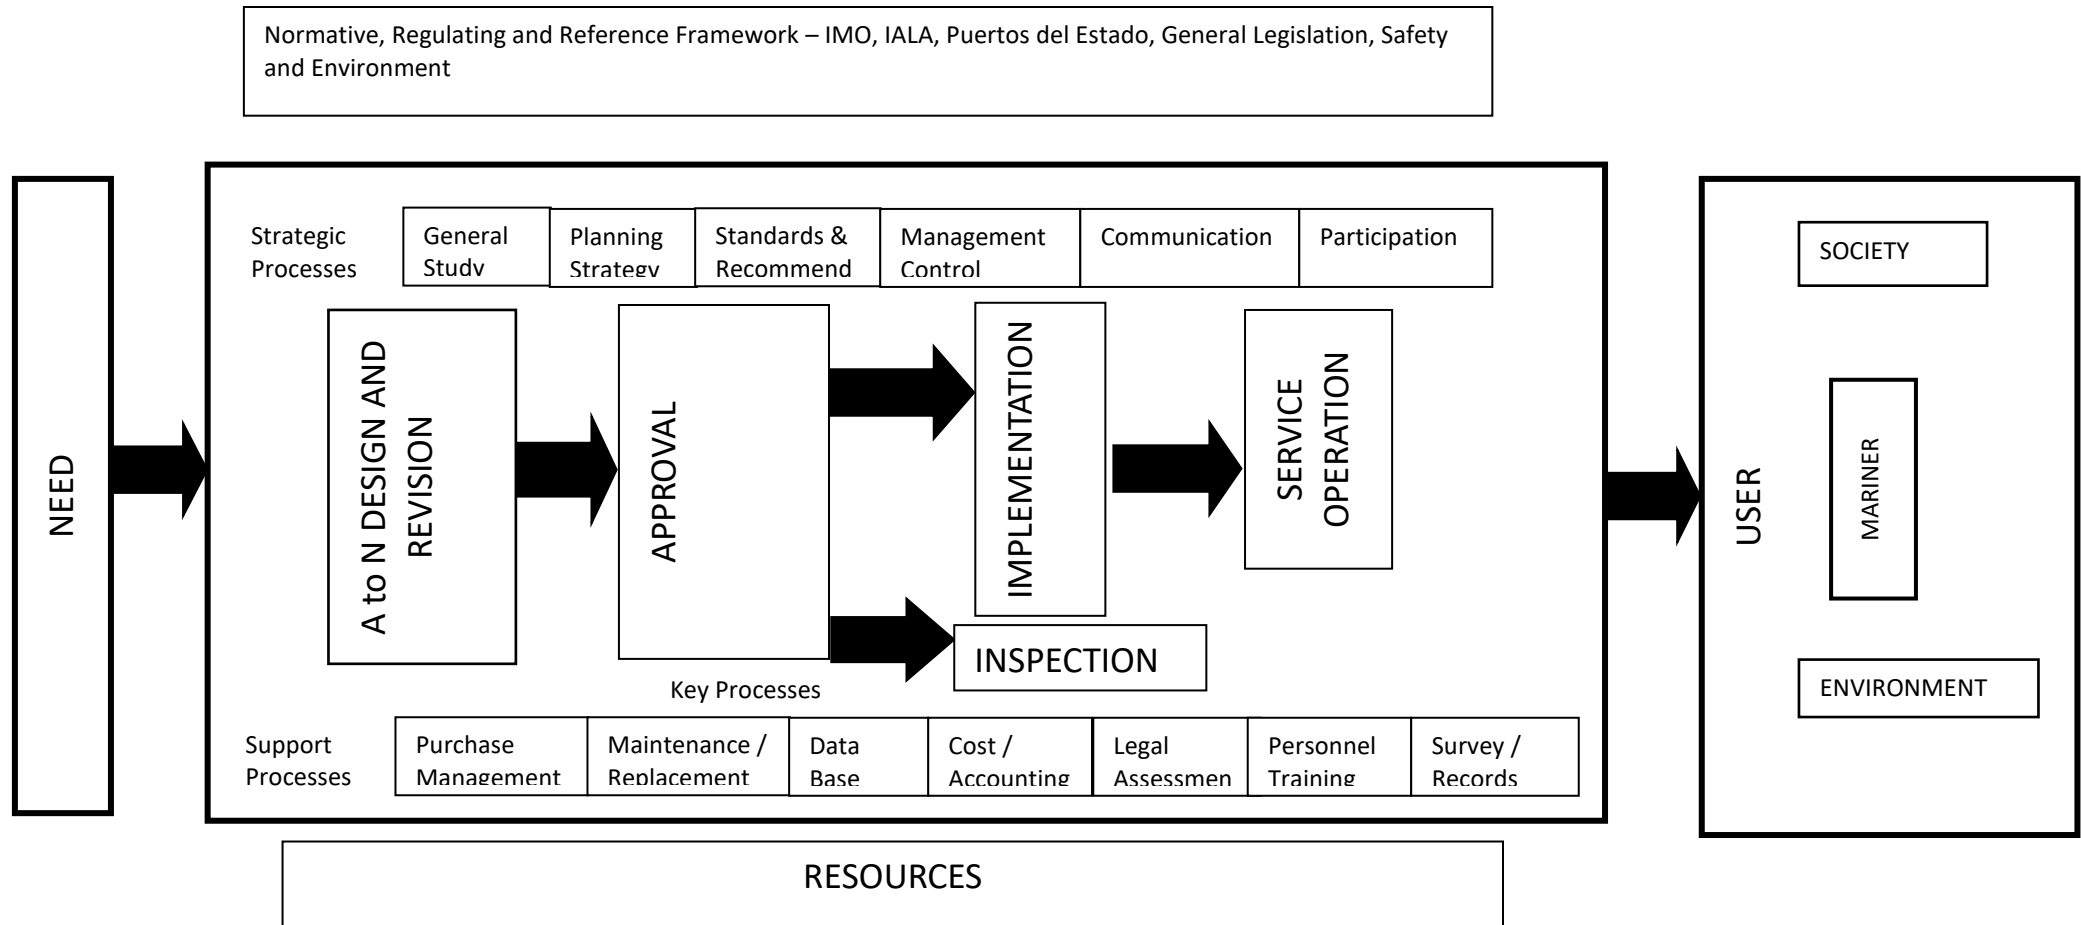 Normative, Regulating and Reference Framework – IMO, IALA, Puertos del Estado, General Legislation, Safety
and Environment
NEED
Strategic
Processes
General
Study
Planning
Strategy
Standards &
Recommend
Management
Control
Communication
Participation
A to N DESIGN AND
REVISION
APPROVAL
IMPLEMENTATION
SERVICE
OPERATION
INSPECTION
Key Processes
Support
Processes
Purchase
Management
Maintenance /
Replacement
Data
Base
Cost /
Accounting
Legal
Assessmen
Personnel
Training
Survey /
Records
USER
SOCIETY
MARINER
ENVIRONMENT
RESOURCES